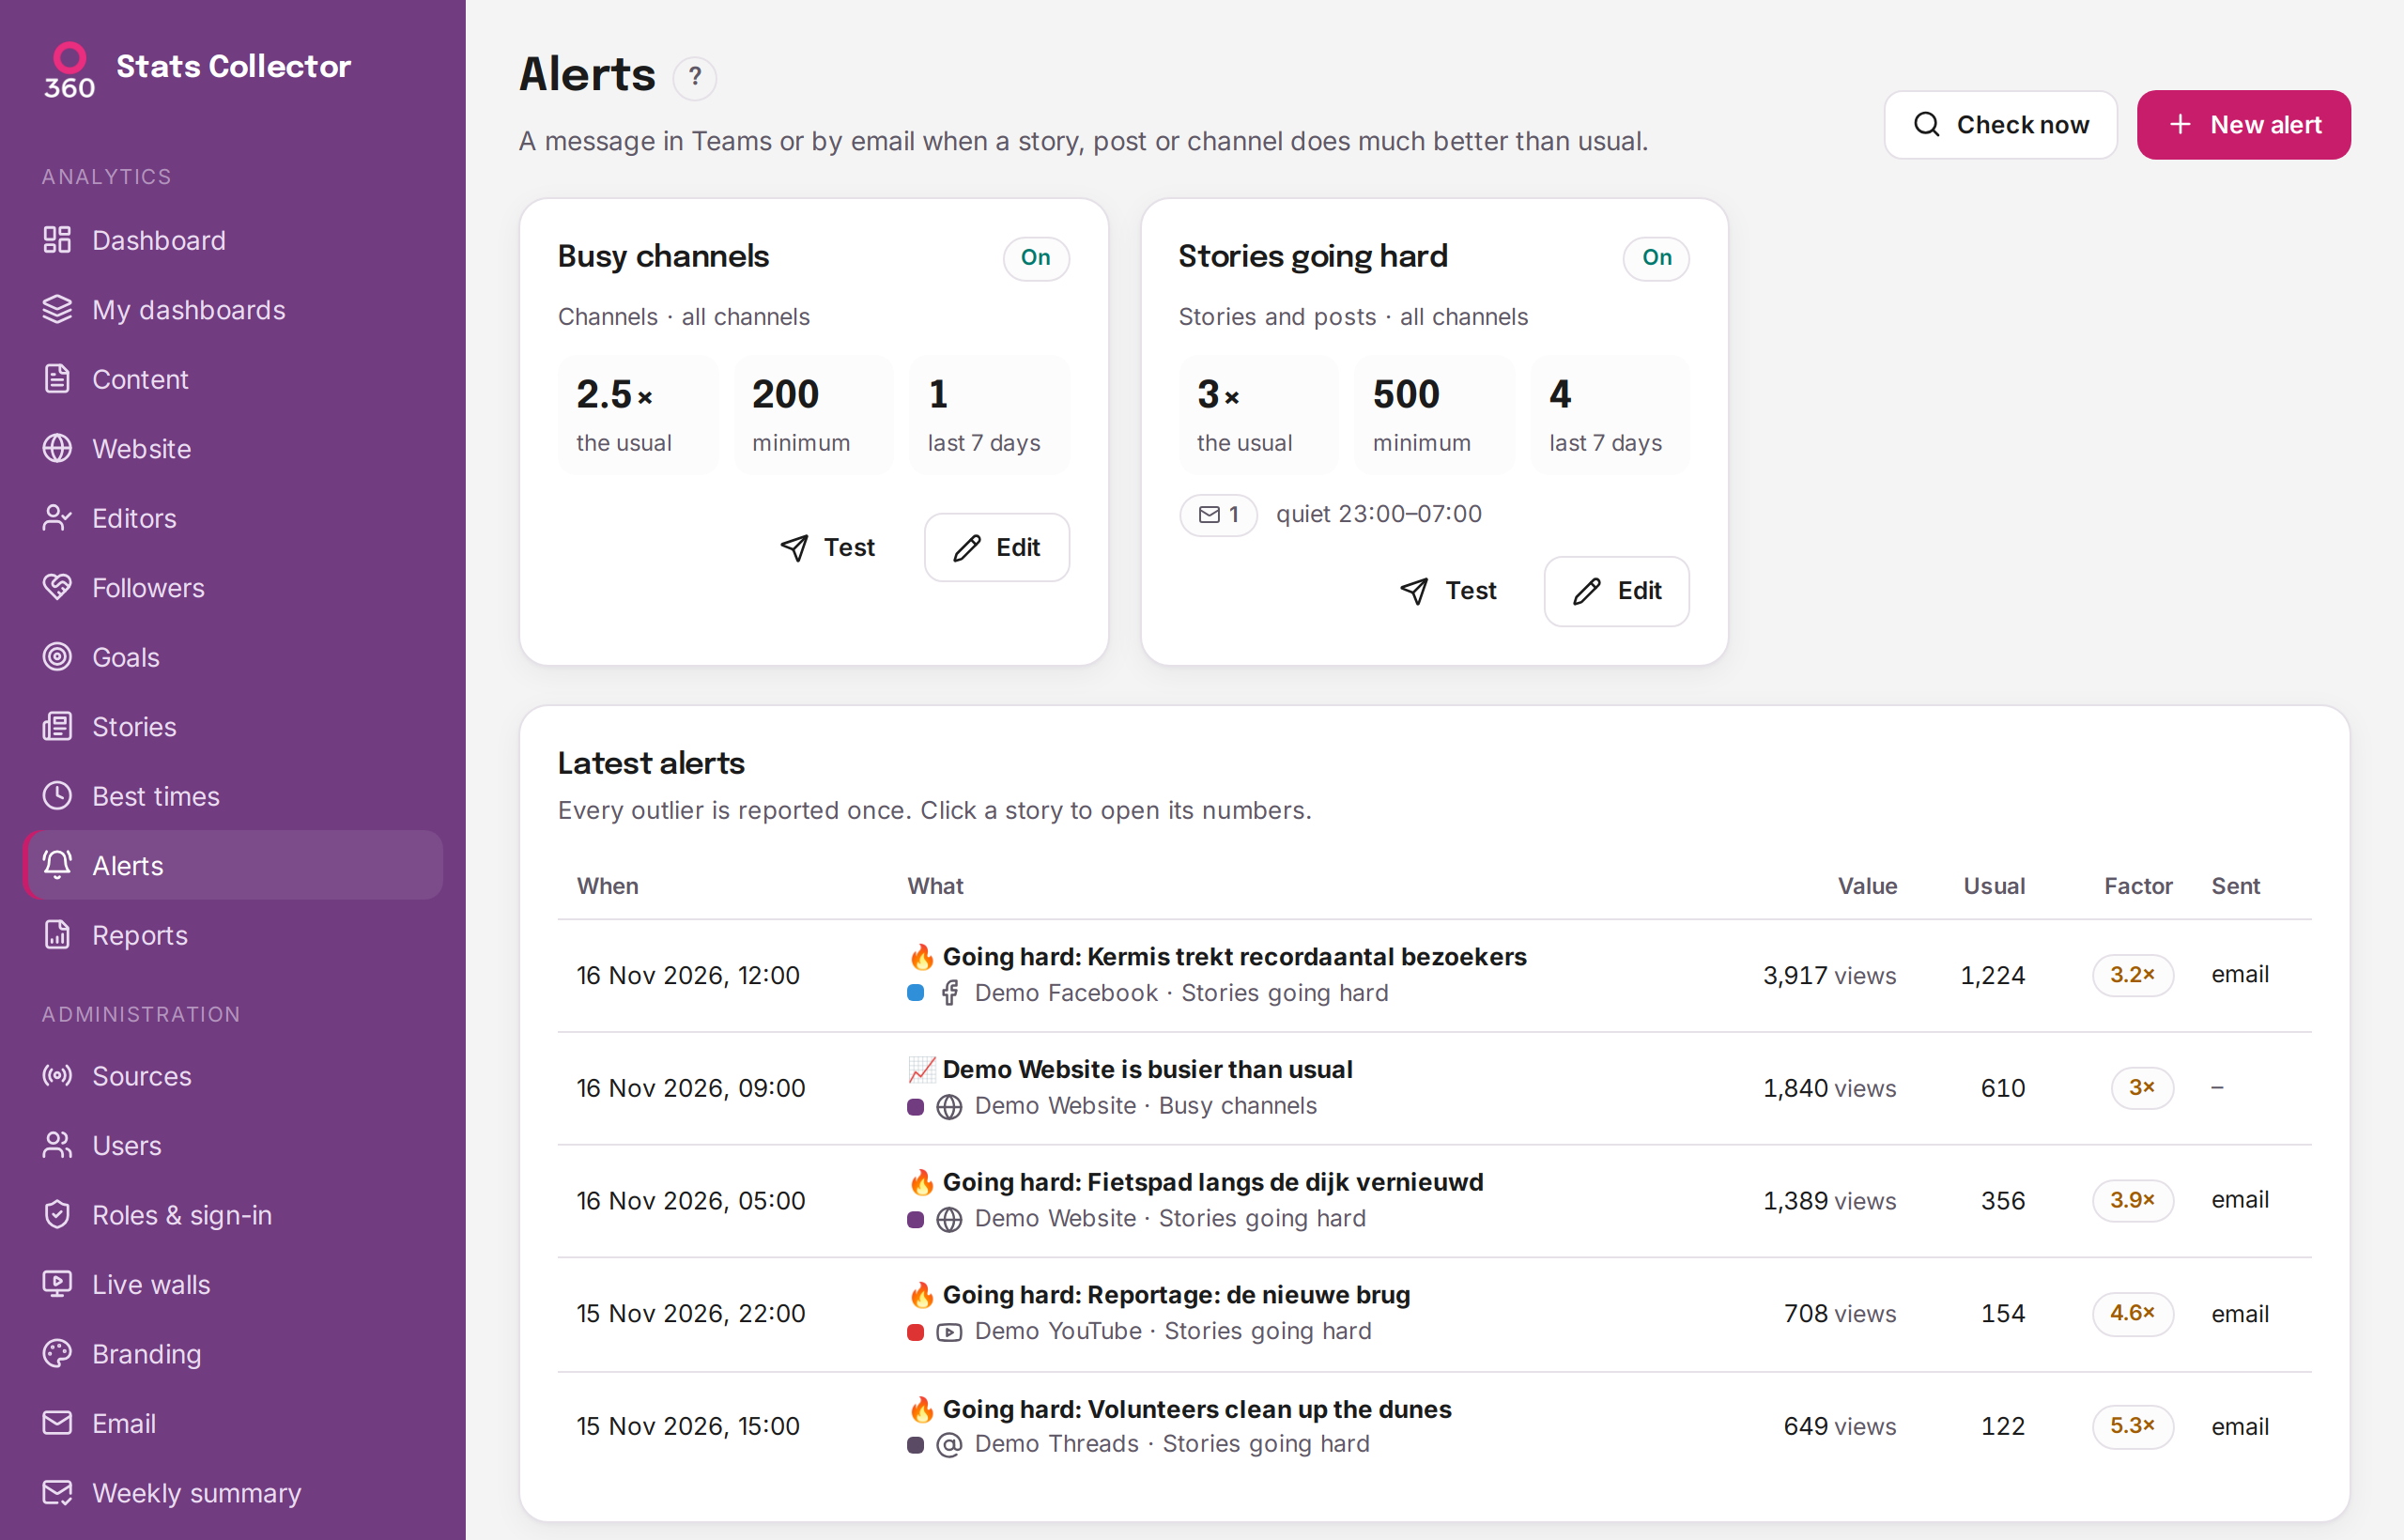 360
Stats Collector
ANALYTICS
Dashboard
My dashboards
Content
Website
Editors
Followers
Goals
Stories
Best times
Alerts
Reports
ADMINISTRATION
Sources
Users
Roles & sign-in
Live walls
Branding
Email
Weekly summary
Alerts ?
A message in Teams or by email when a story, post or channel does much better than usual.
Check now
New alert
Busy channels On
Channels · all channels
2.5× 200 1
the usual minimum last 7 days
Test Edit
Stories going hard On
Stories and posts · all channels
3× 500 4
the usual minimum last 7 days
1 quiet 23:00–07:00
Test Edit
Latest alerts
Every outlier is reported once. Click a story to open its numbers.
When What Value Usual Factor Sent
🔥 Going hard: Kermis trekt recordaantal bezoekers
16 Nov 2026, 12:00 3,917 views 1,224 3.2× email
Demo Facebook · Stories going hard
📈 Demo Website is busier than usual
16 Nov 2026, 09:00 1,840 views 610 3× –
Demo Website · Busy channels
🔥 Going hard: Fietspad langs de dijk vernieuwd
16 Nov 2026, 05:00 1,389 views 356 3.9× email
Demo Website · Stories going hard
🔥 Going hard: Reportage: de nieuwe brug
15 Nov 2026, 22:00 708 views 154 4.6× email
Demo YouTube · Stories going hard
🔥 Going hard: Volunteers clean up the dunes
15 Nov 2026, 15:00 649 views 122 5.3× email
Demo Threads · Stories going hard